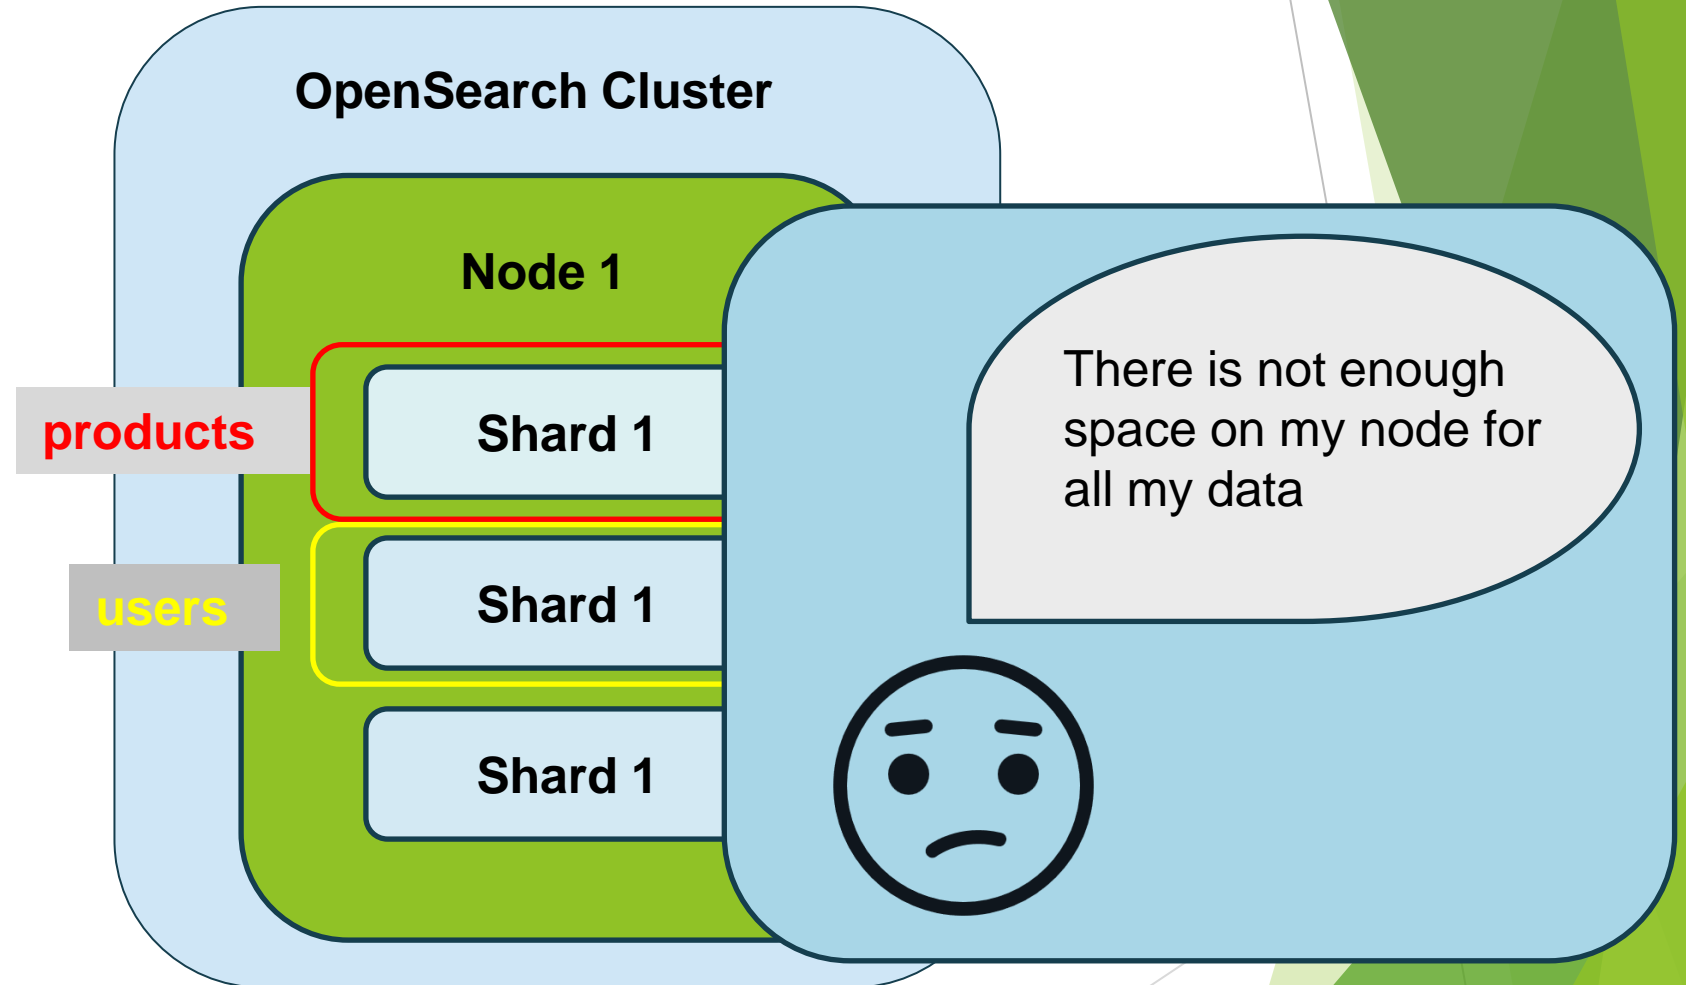 OpenSearch Cluster
Node 1
products
Shard 1
users
Shard 1
Shard 1
There is not enough
space on my node for
all my data